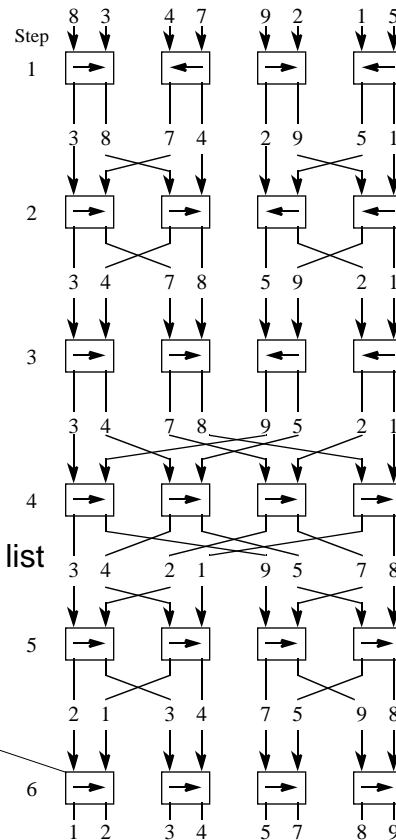 8 3 4 7 9 2 1 5
Step
1
3 8 7 4 2 9 5 1
2
3 4 7 8 5 9 2 1
3
3 4 7 8 9 5 2 1
4
list
3 4 2 1 9 5 7 8
5
2 1 3 4 7 5 9 8
6
1 2 3 4 5 7 8 9